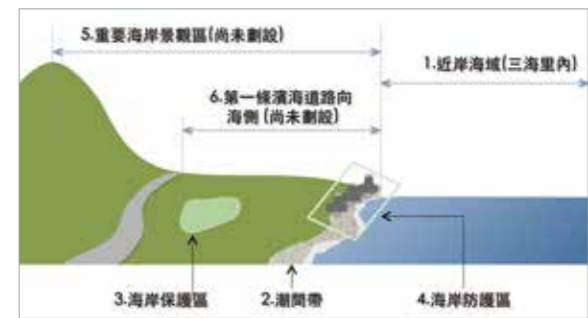 5.重要海岸景觀區(尚未劃設)
1.近岸海域(三海里內)
6.第一條濱海道路向
海側(尚未劃設)
3.海岸保護區
2.潮間帶
4.海岸防護區